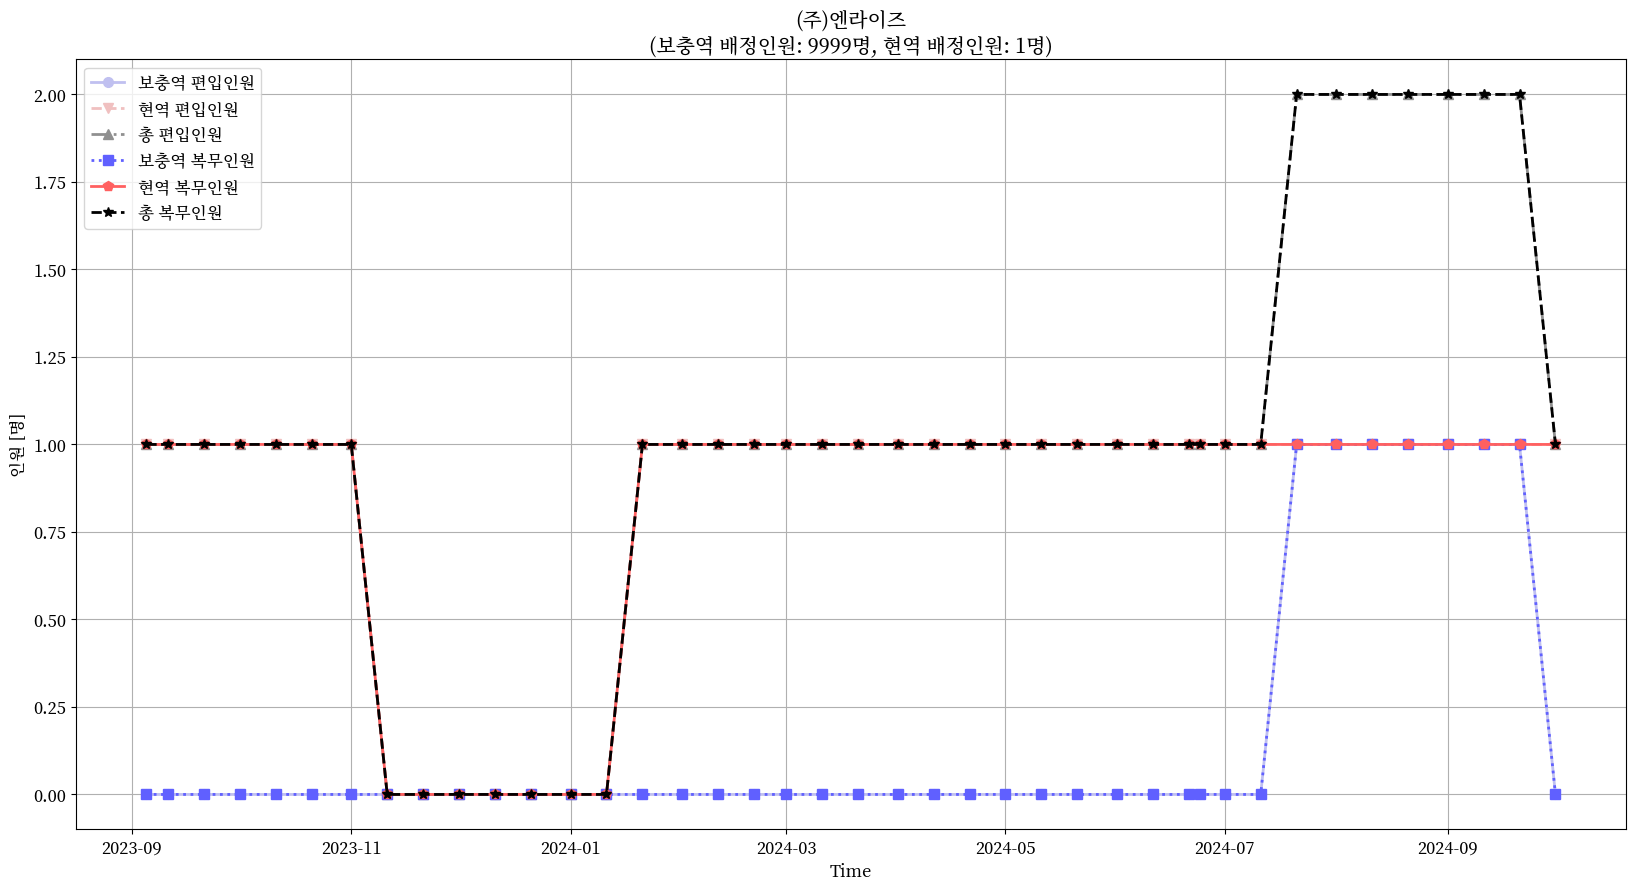 (주)엔라이즈
(보충역 배정인원: 9999명, 현역 배정인원: 1명)
보충역 편입인원
현역 편입인원
총 편입인원
보충역 복무인원
현역 복무인원
총 복무인원
2.00
1.75
1.50
1.25
1.00
0.75
0.50
0.25
0.00
인원 [명]
2023-09 2023-11 2024-01 2024-03 2024-05 2024-07 2024-09
Time